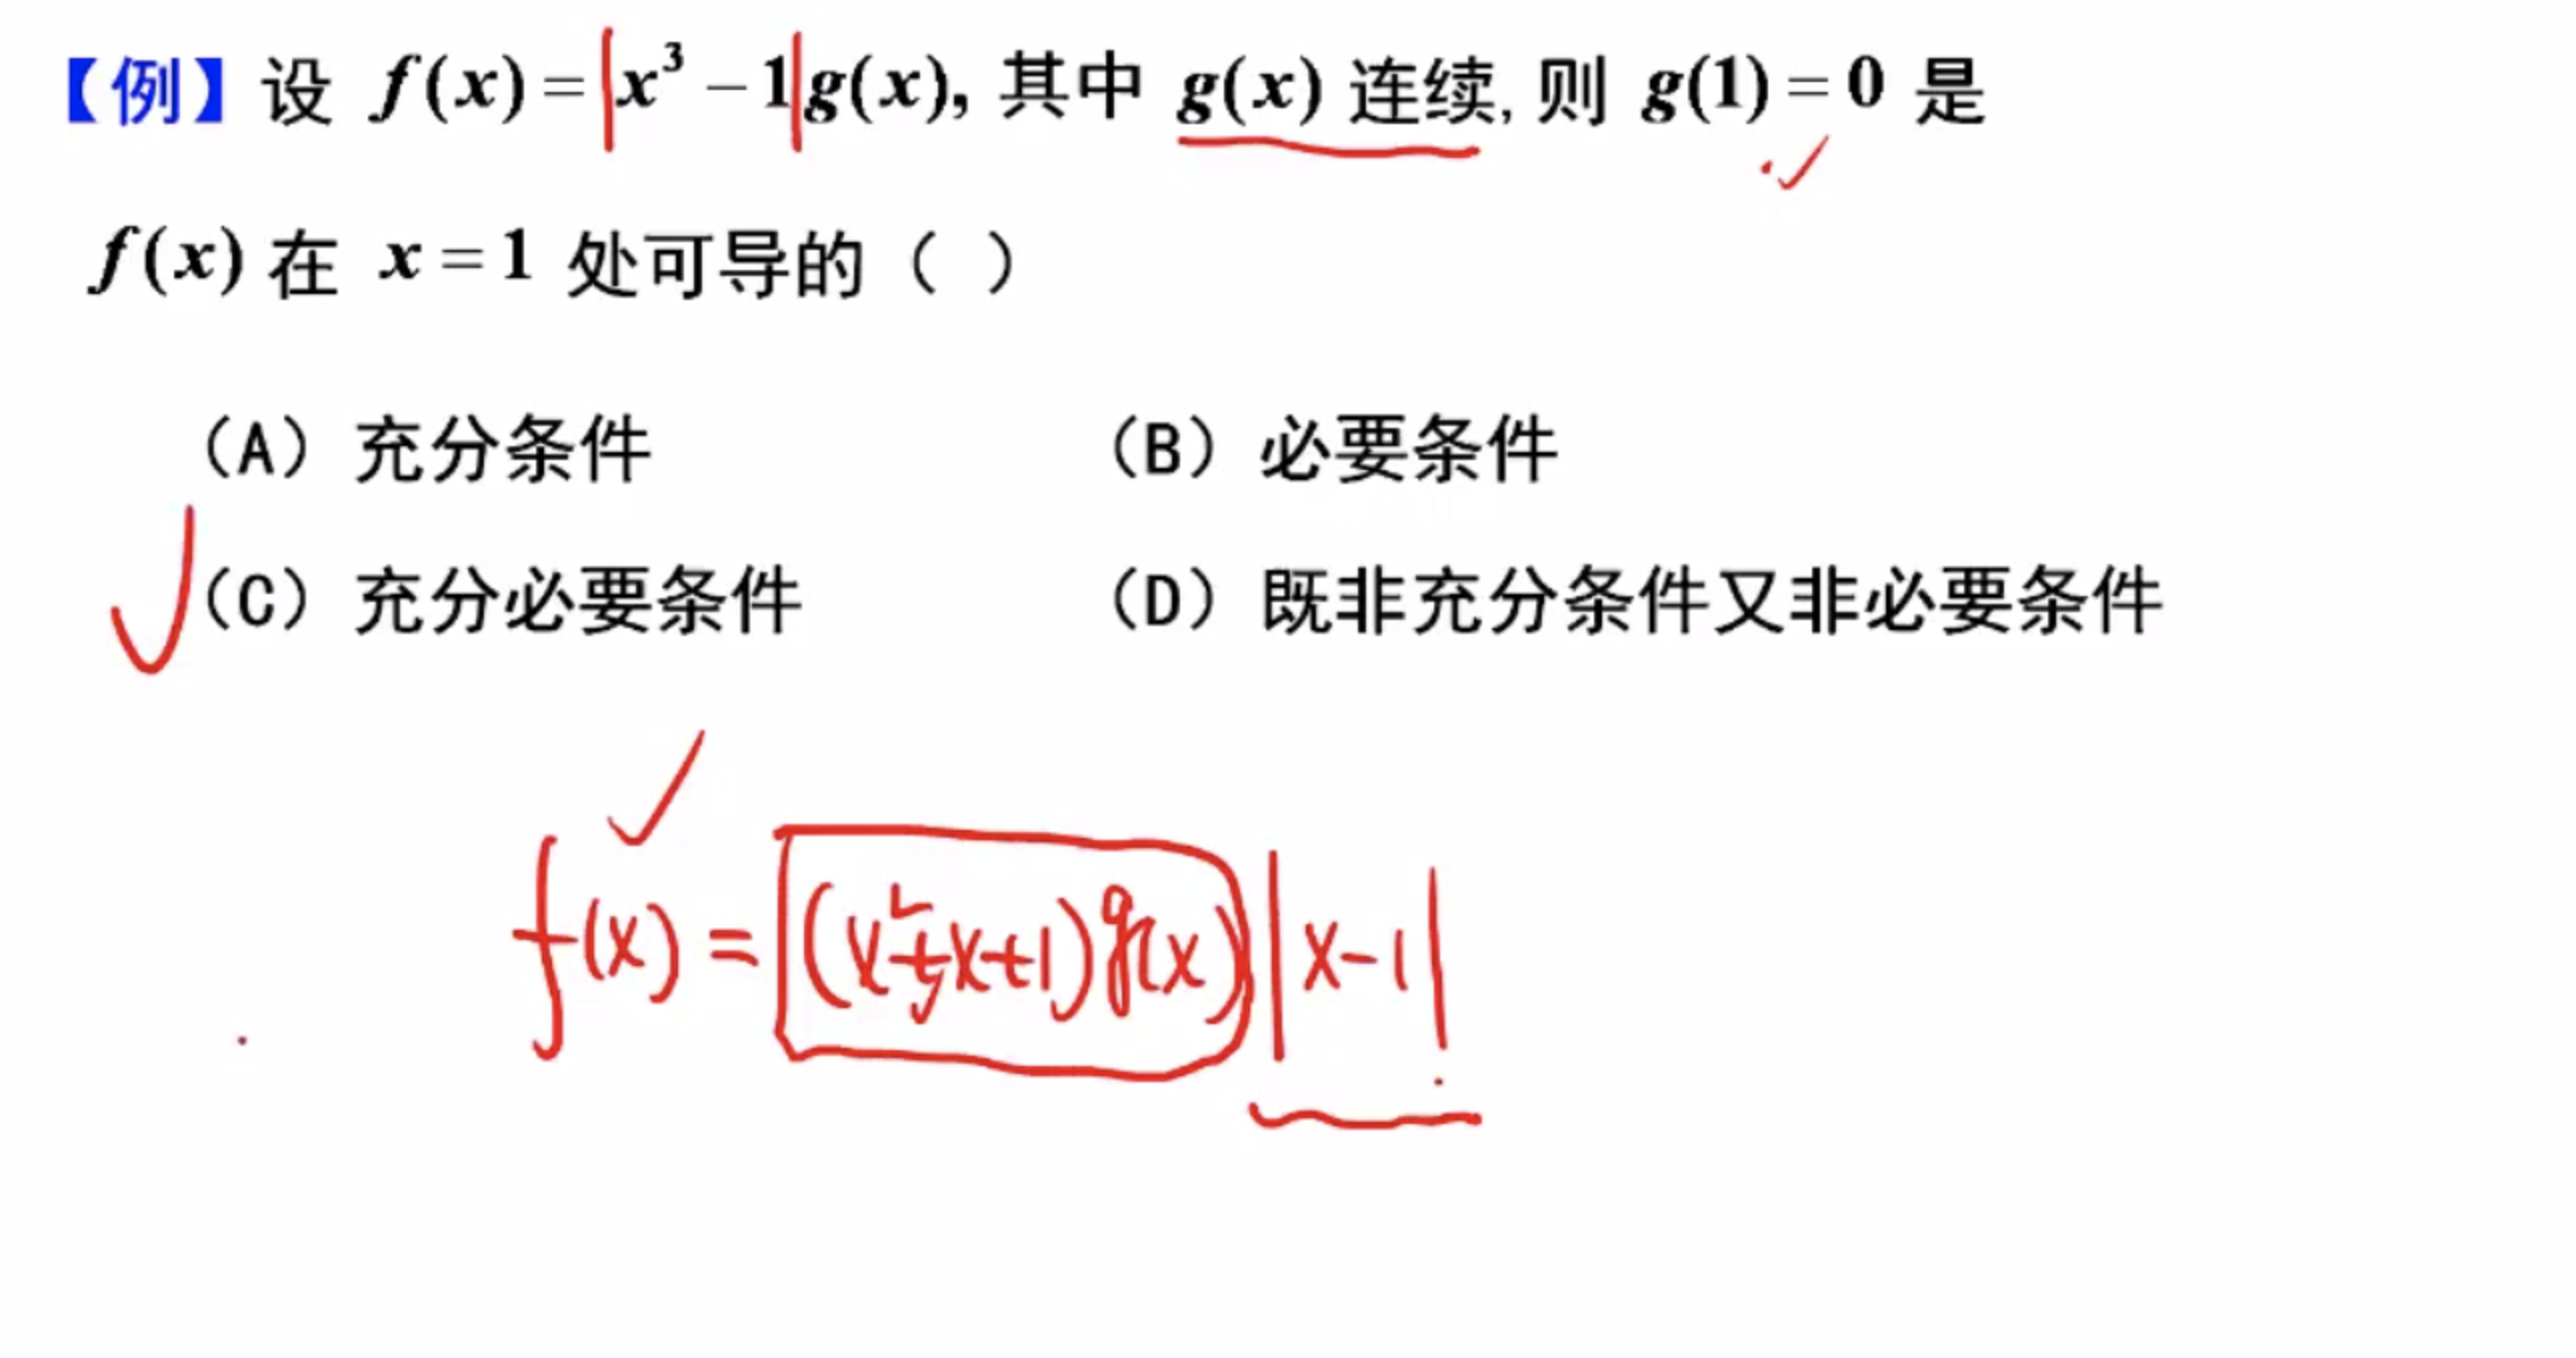 【例】设 f(x) = |x³ − 1|g(x), 其中 g(x) 连续, 则 g(1) = 0 是
f(x) 在 x = 1 处可导的（ ）
（A）充分条件 （B）必要条件
（C）充分必要条件 （D）既非充分条件又非必要条件
f(x) = (x²+x+1)g(x)|x-1|